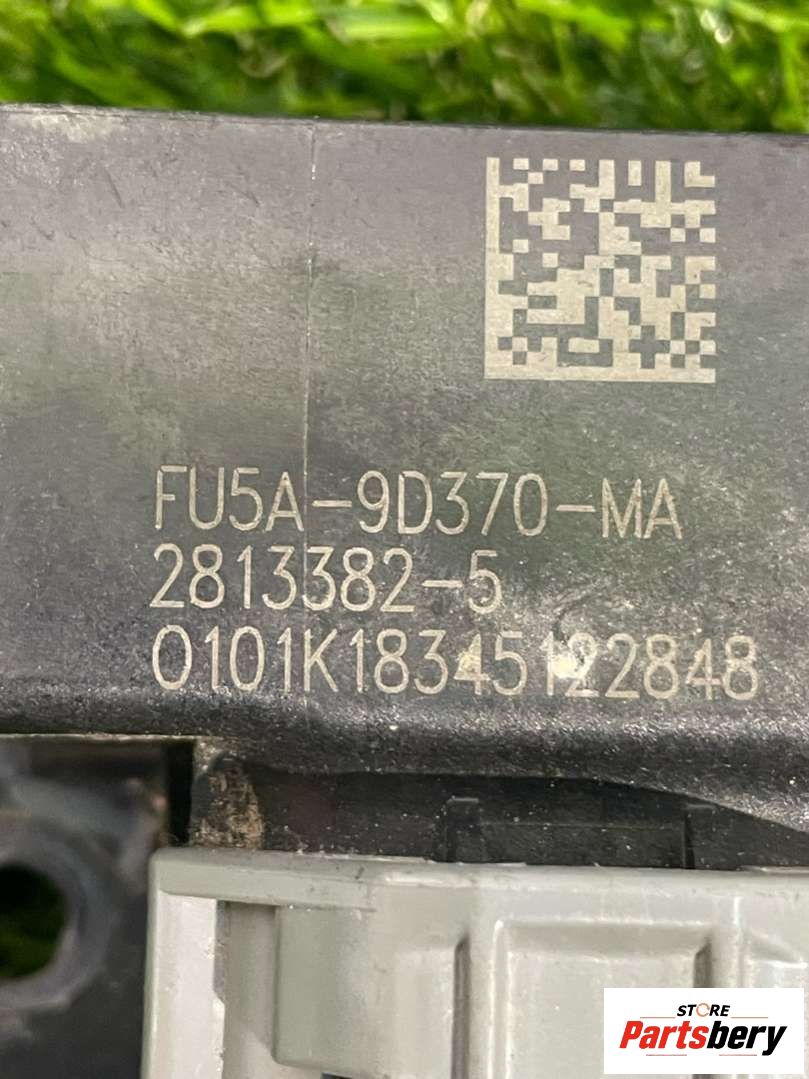 FU5A-9D370-MA
2813382-5
0101K18345122848
STORE
Partsbery